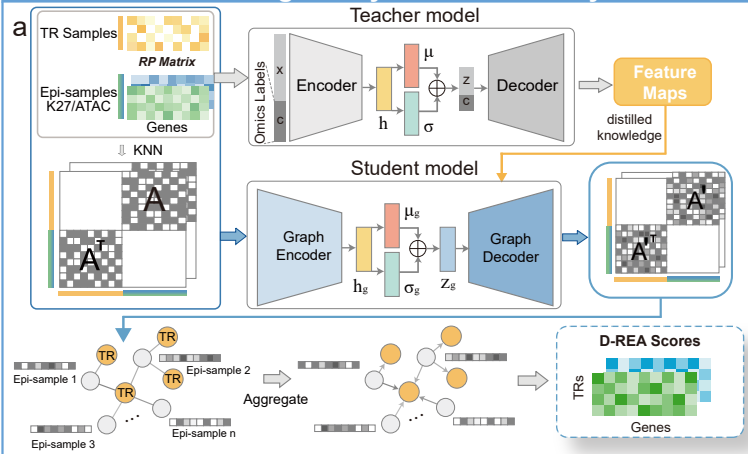 a
Teacher model
TR Samples
RP Matrix
Epi-samples
K27/ATAC
Genes
Omics Labels
x
c
Encoder
h
μ
σ
z
c
Decoder
Feature
Maps
distilled
knowledge
KNN
A
Aᵀ
Student model
Graph
Encoder
hg
μg
σg
zg
Graph
Decoder
A'
A'ᵀ
TR
TR
TR
TR
Epi-sample 1
Epi-sample 2
Epi-sample 3
Epi-sample n
...
Aggregate
...
D-REA Scores
TRs
Genes